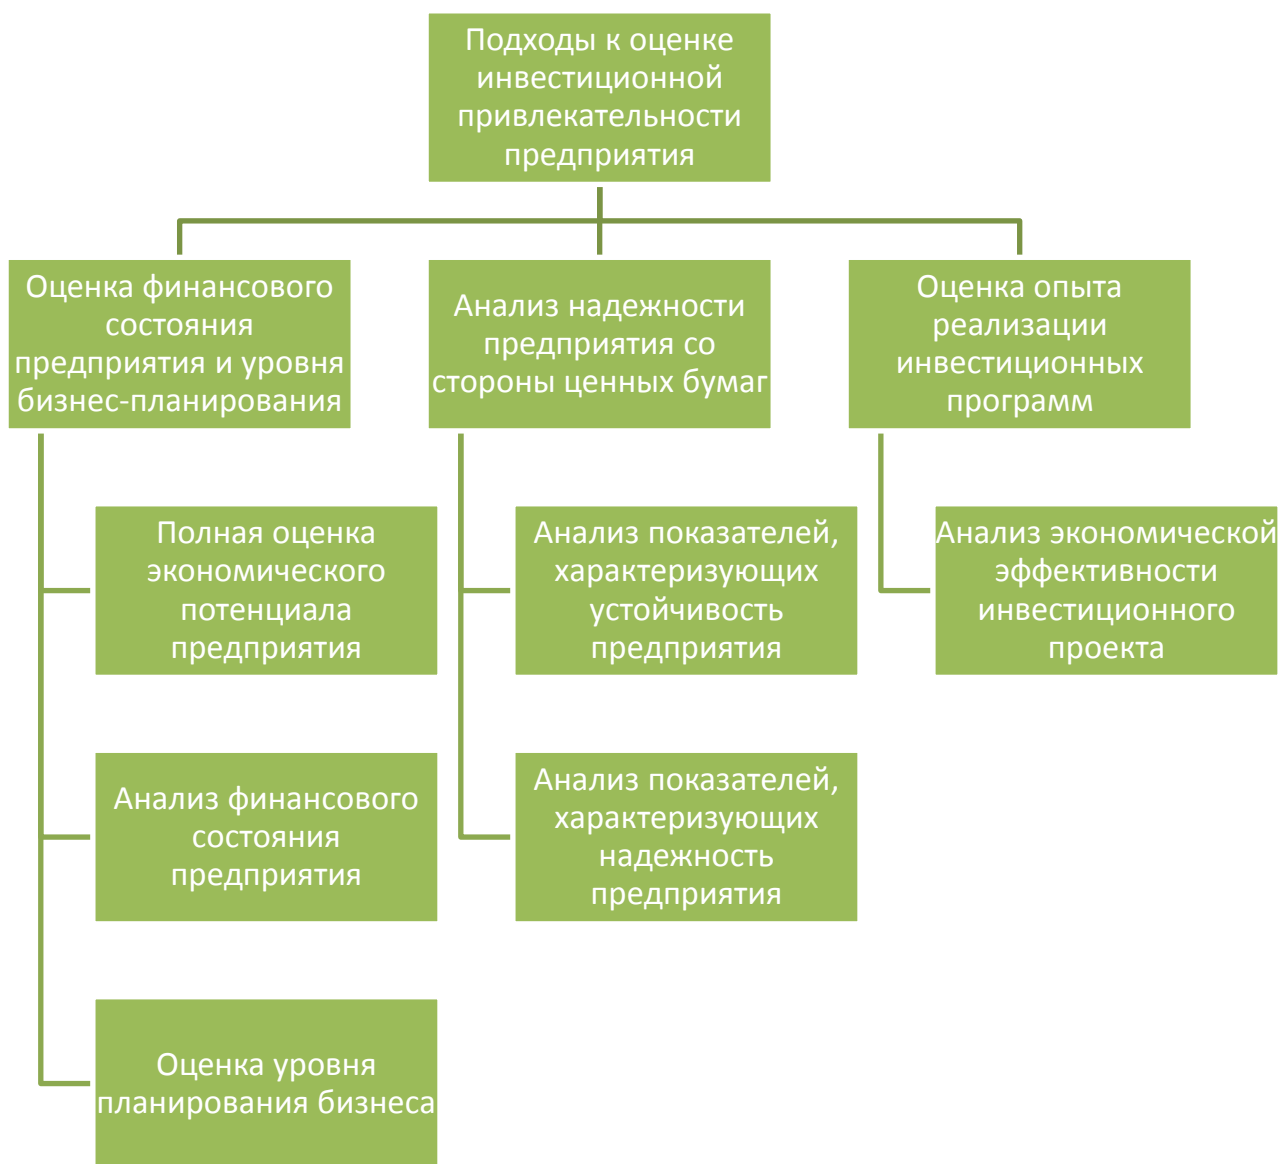 Подходы к оценке
инвестиционной
привлекательности
предприятия
Оценка финансового
состояния
предприятия и уровня
бизнес-планирования
Анализ надежности
предприятия со
стороны ценных бумаг
Оценка опыта
реализации
инвестиционных
программ
Полная оценка
экономического
потенциала
предприятия
Анализ показателей,
характеризующих
устойчивость
предприятия
Анализ экономической
эффективности
инвестиционного
проекта
Анализ финансового
состояния
предприятия
Анализ показателей,
характеризующих
надежность
предприятия
Оценка уровня
планирования бизнеса